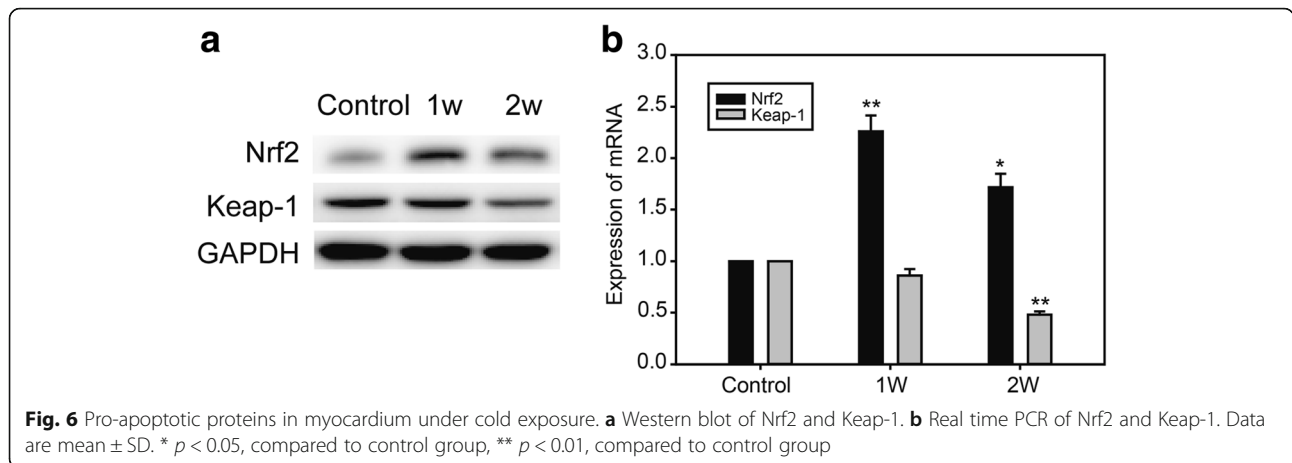 a
Control 1w 2w
Nrf2
Keap-1
GAPDH
b
Expression of mRNA
3.0
2.5
2.0
1.5
1.0
0.5
0.0
Nrf2
Keap-1
**
*
**
Control 1W 2W
Fig. 6 Pro-apoptotic proteins in myocardium under cold exposure. a Western blot of Nrf2 and Keap-1. b Real time PCR of Nrf2 and Keap-1. Data
are mean ± SD. * p < 0.05, compared to control group, ** p < 0.01, compared to control group